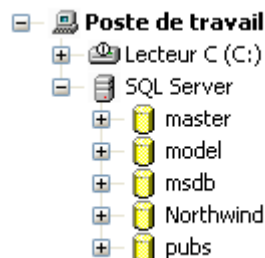 Poste de travail
Lecteur C (C:)
SQL Server
master
model
msdb
Northwind
pubs